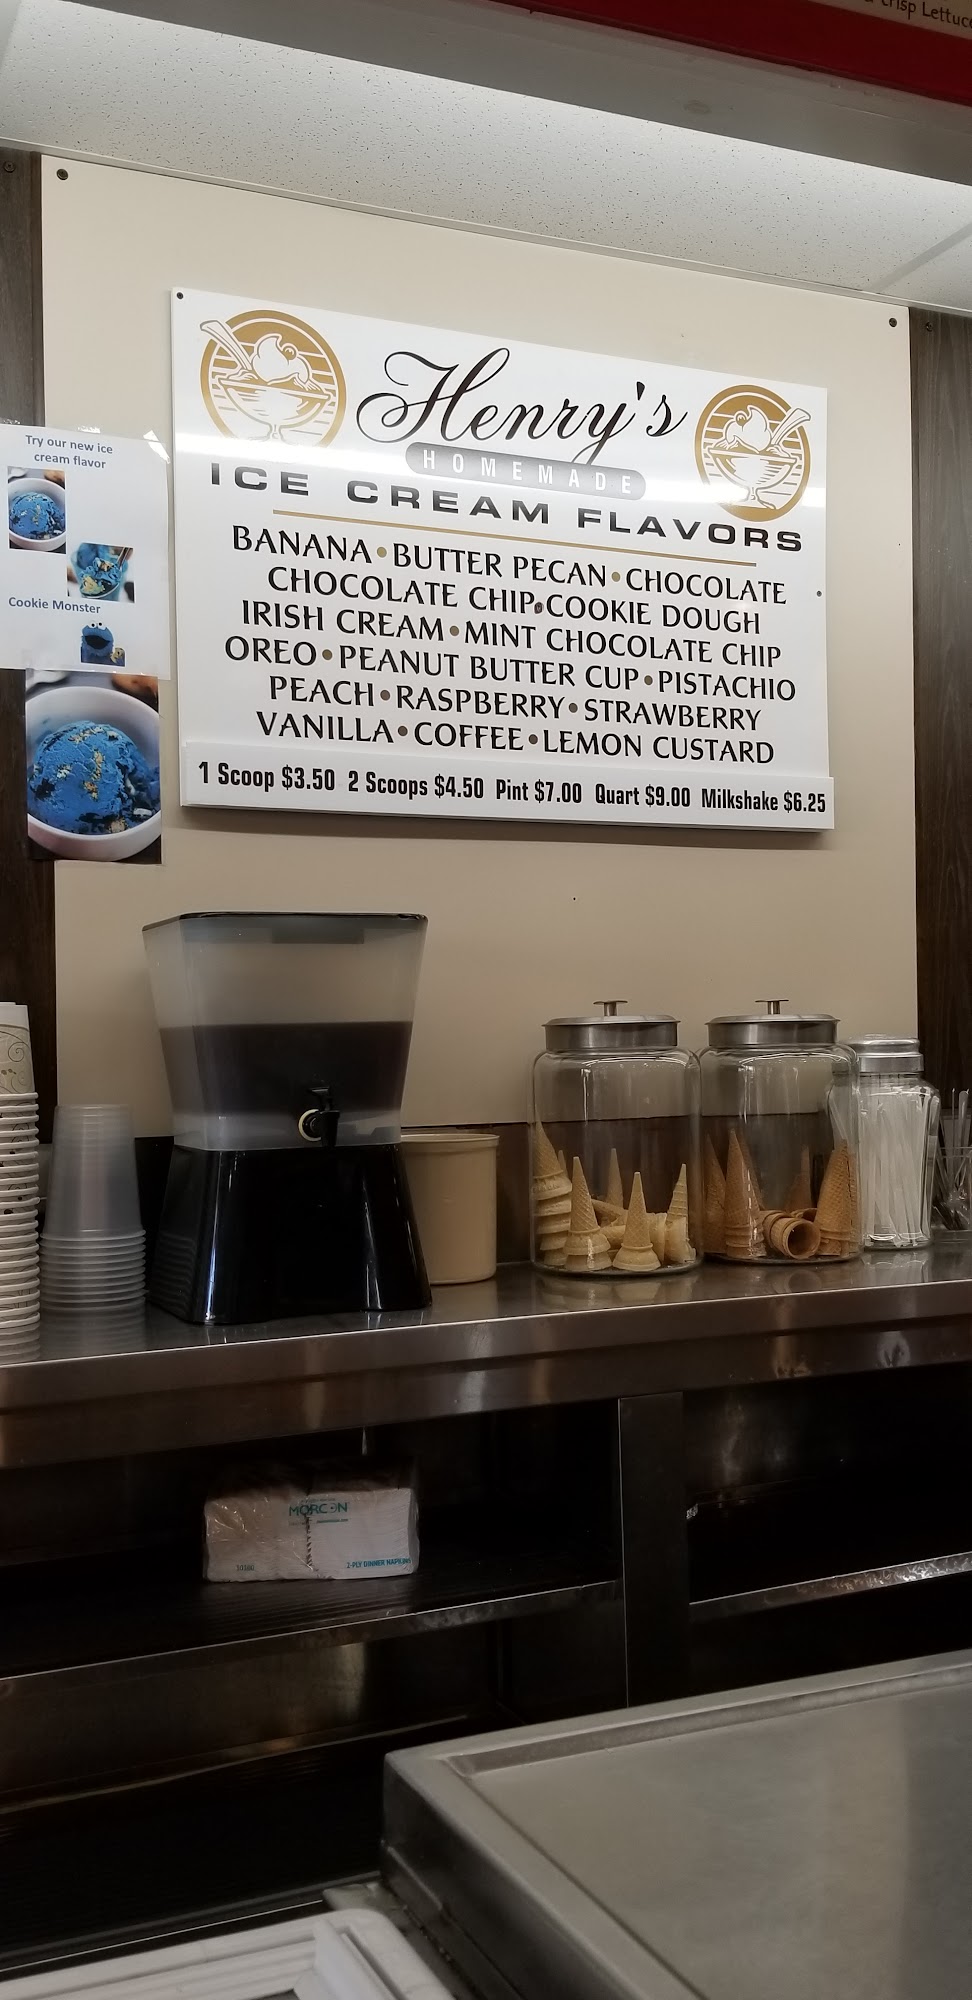 Crisp Lettuc
Henry's
HOMEMADE
ICE CREAM FLAVORS
BANANA•BUTTER PECAN•CHOCOLATE
CHOCOLATE CHIP•COOKIE DOUGH
IRISH CREAM•MINT CHOCOLATE CHIP
OREO•PEANUT BUTTER CUP•PISTACHIO
PEACH•RASPBERRY•STRAWBERRY
VANILLA•COFFEE•LEMON CUSTARD
1 Scoop $3.50 2 Scoops $4.50 Pint $7.00 Quart $9.00 Milkshake $6.25
Try our new ice
cream flavor
Cookie Monster
MORCON
2-PLY DINNER NAPKINS